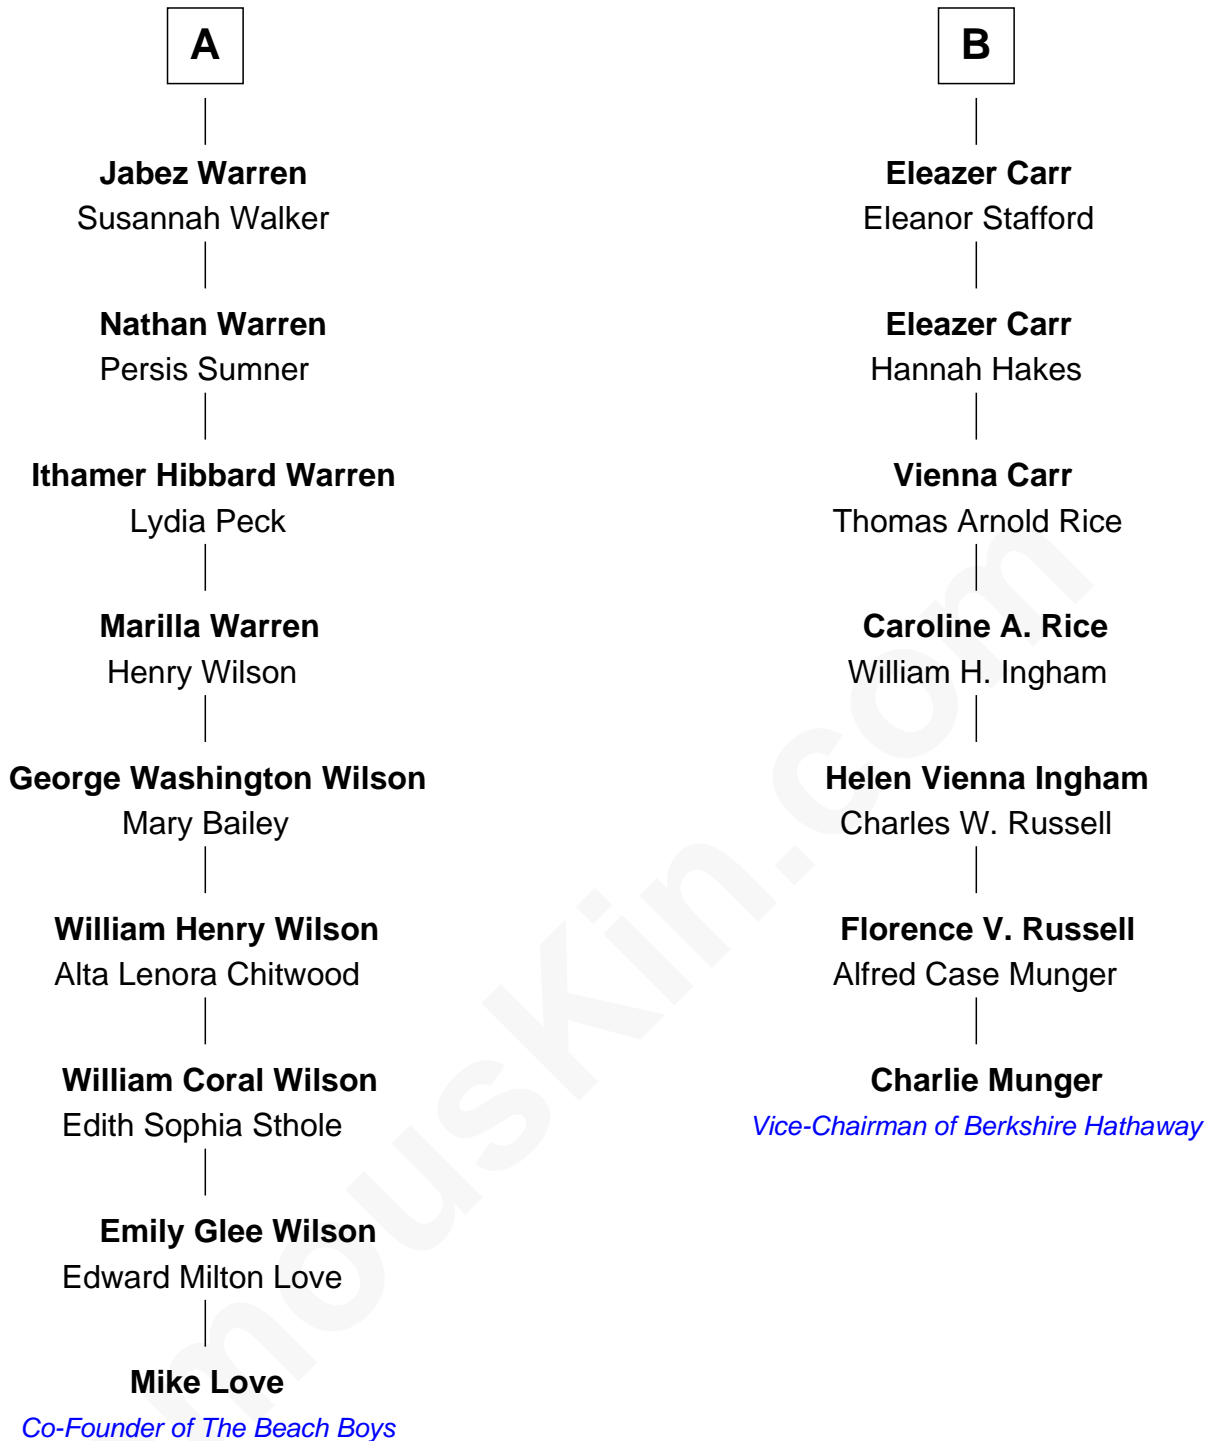 A
Jabez Warren
Susannah Walker
Nathan Warren
Persis Sumner
Ithamer Hibbard Warren
Lydia Peck
Marilla Warren
Henry Wilson
George Washington Wilson
Mary Bailey
William Henry Wilson
Alta Lenora Chitwood
William Coral Wilson
Edith Sophia Sthole
Emily Glee Wilson
Edward Milton Love
Mike Love
Co-Founder of The Beach Boys
B
Eleazer Carr
Eleanor Stafford
Eleazer Carr
Hannah Hakes
Vienna Carr
Thomas Arnold Rice
Caroline A. Rice
William H. Ingham
Helen Vienna Ingham
Charles W. Russell
Florence V. Russell
Alfred Case Munger
Charlie Munger
Vice-Chairman of Berkshire Hathaway
mousKin.com